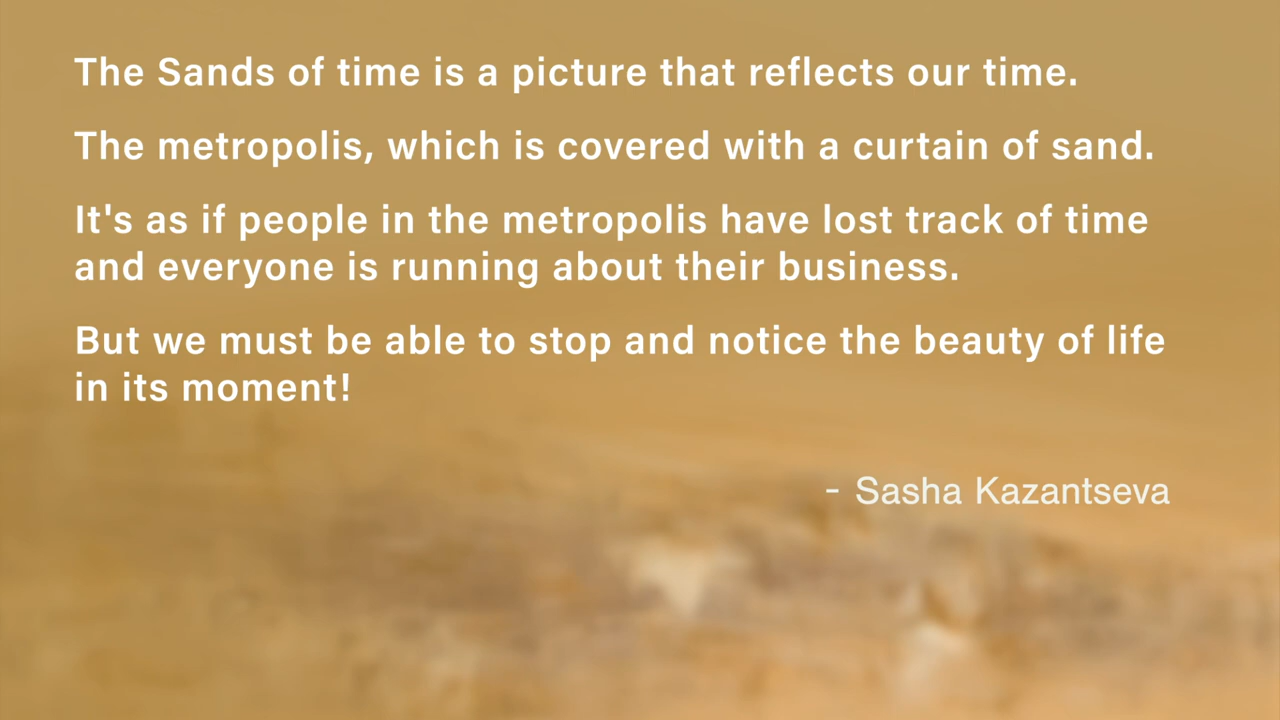 The Sands of time is a picture that reflects our time.
The metropolis, which is covered with a curtain of sand.
It's as if people in the metropolis have lost track of time
and everyone is running about their business.
But we must be able to stop and notice the beauty of life
in its moment!
- Sasha Kazantseva